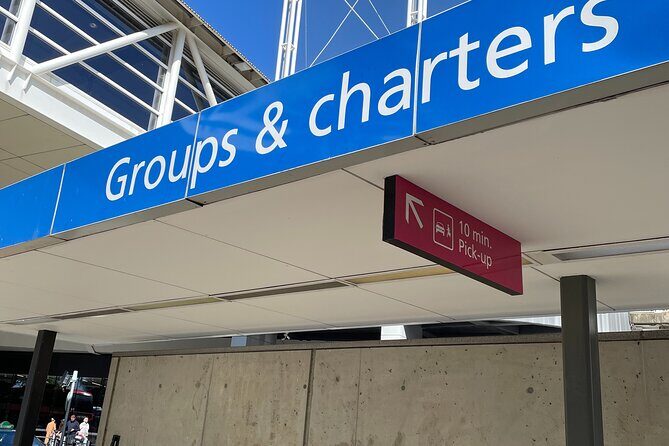 Groups & charters
10 min.
Pick-up